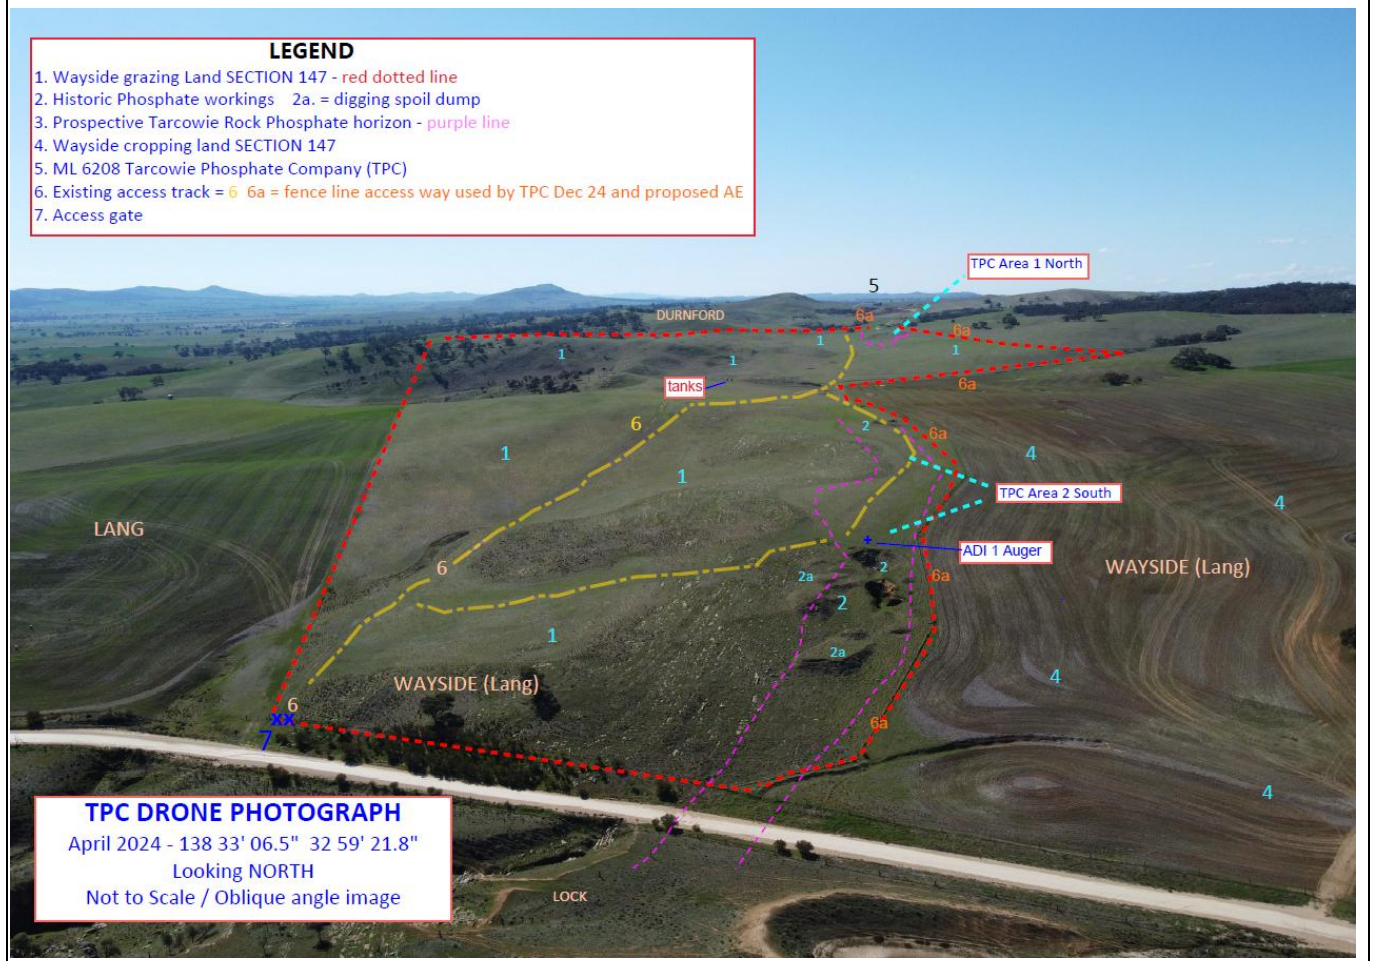 LEGEND
1. Wayside grazing Land SECTION 147 - red dotted line
2. Historic Phosphate workings 2a. = digging spoil dump
3. Prospective Tarcowie Rock Phosphate horizon - purple line
4. Wayside cropping land SECTION 147
5. ML 6208 Tarcowie Phosphate Company (TPC)
6. Existing access track = 6 6a = fence line access way used by TPC Dec 24 and proposed AE
7. Access gate
TPC Area 1 North
5
DURNFORD
6a
6a
1
1
1
1
tanks
6a
6
2
6a
1
4
1
TPC Area 2 South
4
LANG
ADI 1 Auger
6
2a
2
6a
WAYSIDE (Lang)
2
1
2a
4
WAYSIDE (Lang)
6
xx
7
6a
4
TPC DRONE PHOTOGRAPH
April 2024 - 138 33' 06.5" 32 59' 21.8"
Looking NORTH
Not to Scale / Oblique angle image
LOCK